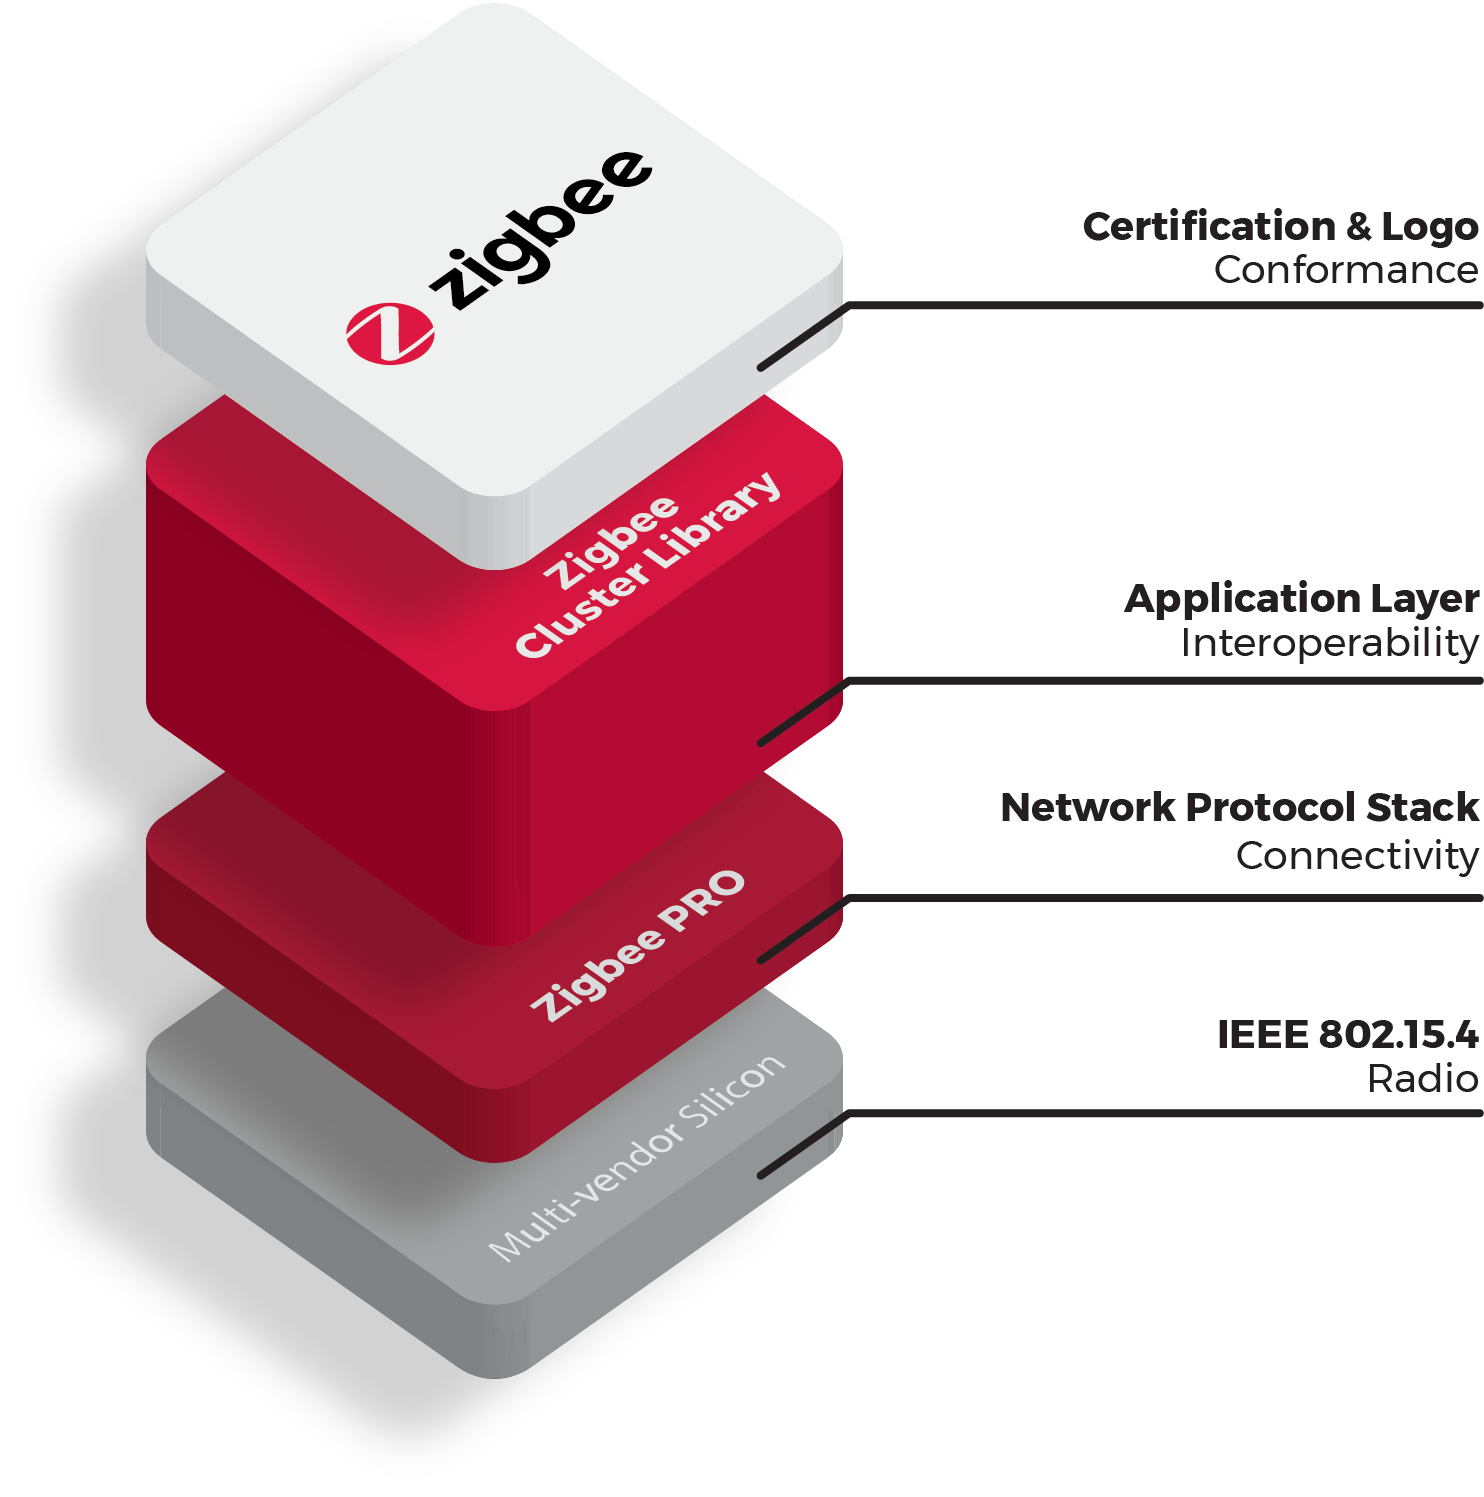 zigbee
Certification & Logo
Conformance
Zigbee
Cluster Library
Application Layer
Interoperability
Zigbee PRO
Network Protocol Stack
Connectivity
Multi-vendor Silicon
IEEE 802.15.4
Radio